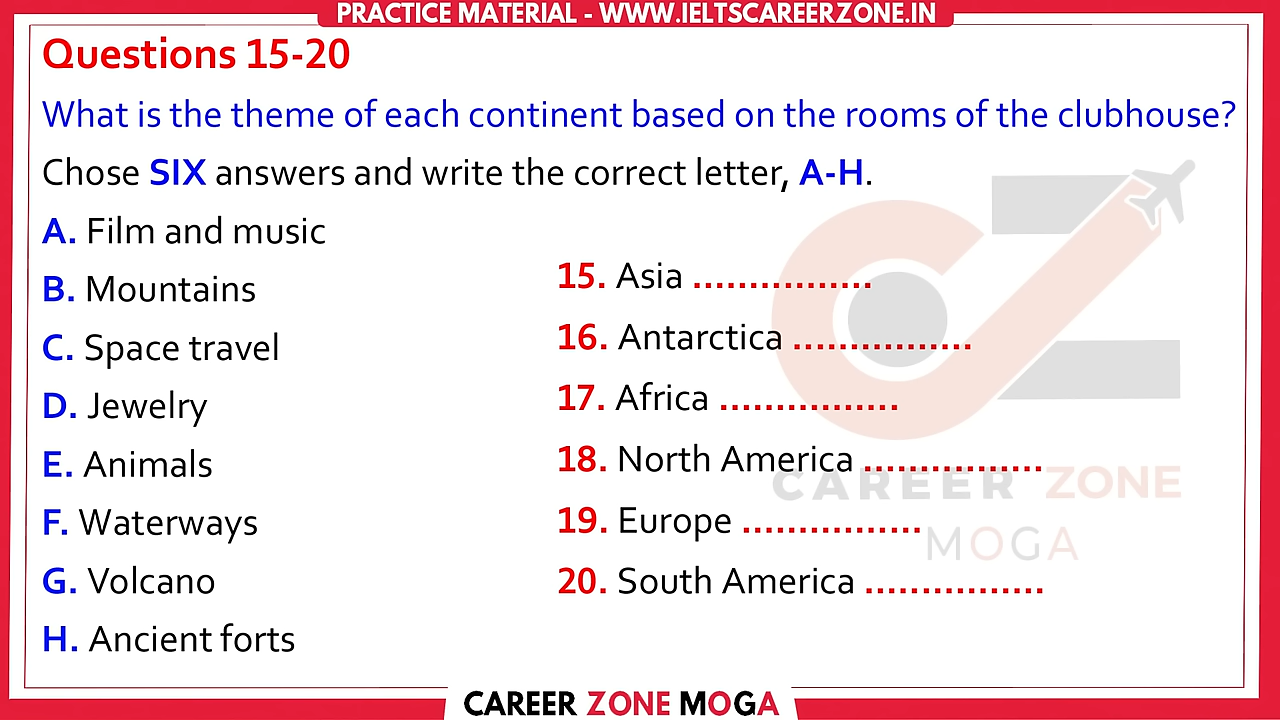 PRACTICE MATERIAL - WWW.IELTSCAREERZONE.IN
Questions 15-20
What is the theme of each continent based on the rooms of the clubhouse?
Chose SIX answers and write the correct letter, A-H.
A. Film and music
B. Mountains
C. Space travel
D. Jewelry
E. Animals
F. Waterways
G. Volcano
H. Ancient forts
15. Asia ................
16. Antarctica ................
17. Africa ................
18. North America ................
19. Europe ................
20. South America ................
CAREER ZONE
MOGA
CAREER ZONE MOGA